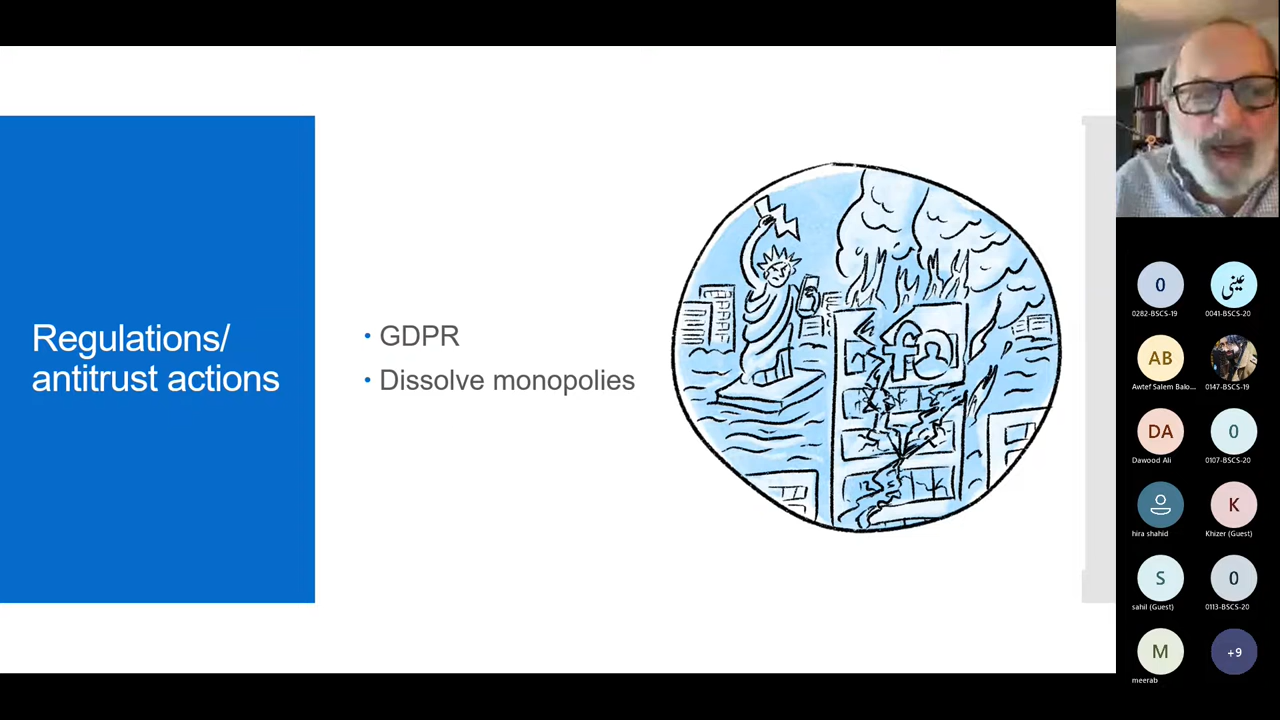 Regulations/
antitrust actions
• GDPR
• Dissolve monopolies
f
0
0282-BSCS-19
عینی
0041-BSCS-20
AB
Awtef Salem Balo...
0147-BSCS-19
DA
Dawood Ali
0
0107-BSCS-20
hira shahid
K
Khizer (Guest)
S
sahil (Guest)
0
0113-BSCS-20
M
meerab
+9